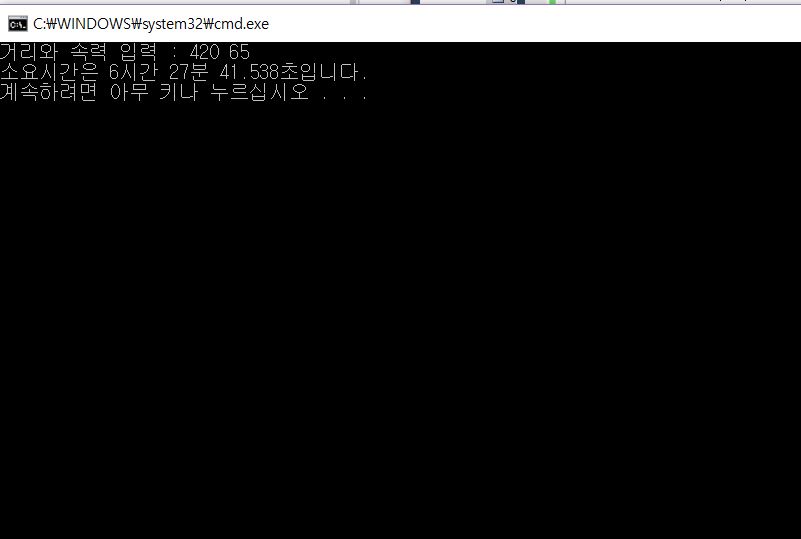 C:₩WINDOWS₩system32₩cmd.exe
거리와 속력 입력 : 420 65
소요시간은 6시간 27분 41.538초입니다.
계속하려면 아무 키나 누르십시오 . . .